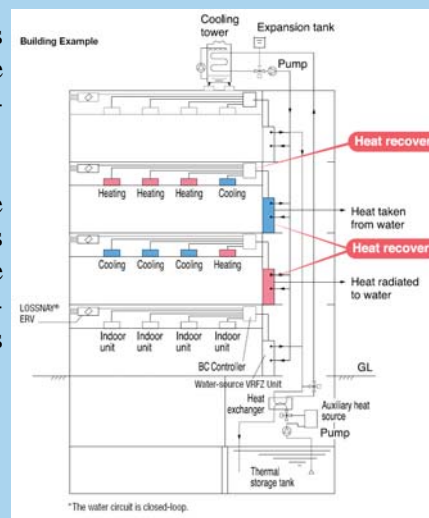 s
e
-
e
s
e
-
s
Building Example
Cooling
tower
Expansion tank
Pump
Heat recover
Heating
Heating
Heating
Cooling
Heat taken
from water
Heat recover
Cooling
Cooling
Cooling
Heating
Heat radiated
to water
LOSSNAY®
ERV
Indoor
unit
Indoor
unit
Indoor
unit
Indoor
unit
BC Controller
Water-source VRFZ Unit
GL
Heat
exchanger
Auxiliary heat
source
Pump
Thermal
storage tank
*The water circuit is closed-loop.